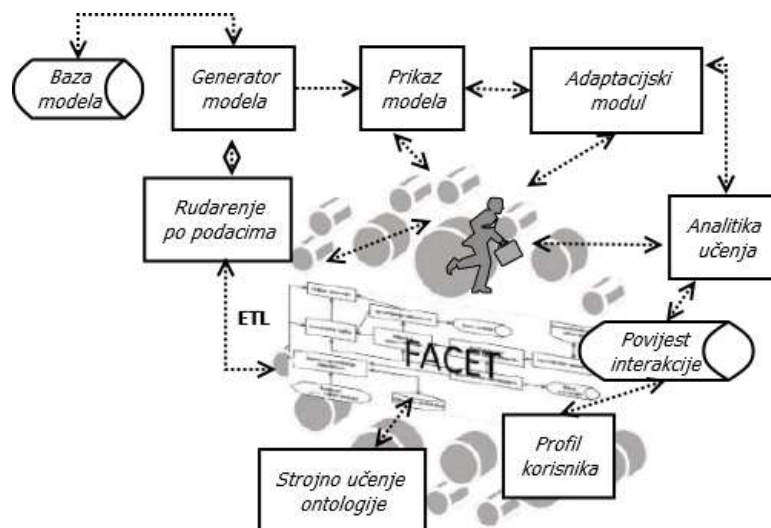 Baza
modela
Generator
modela
Prikaz
modela
Adaptacijski
modul
Rudarenje
po podacima
Analitika
učenja
ETL
FACET
Povijest
interakcije
Profil
korisnika
Strojno učenje
ontologije